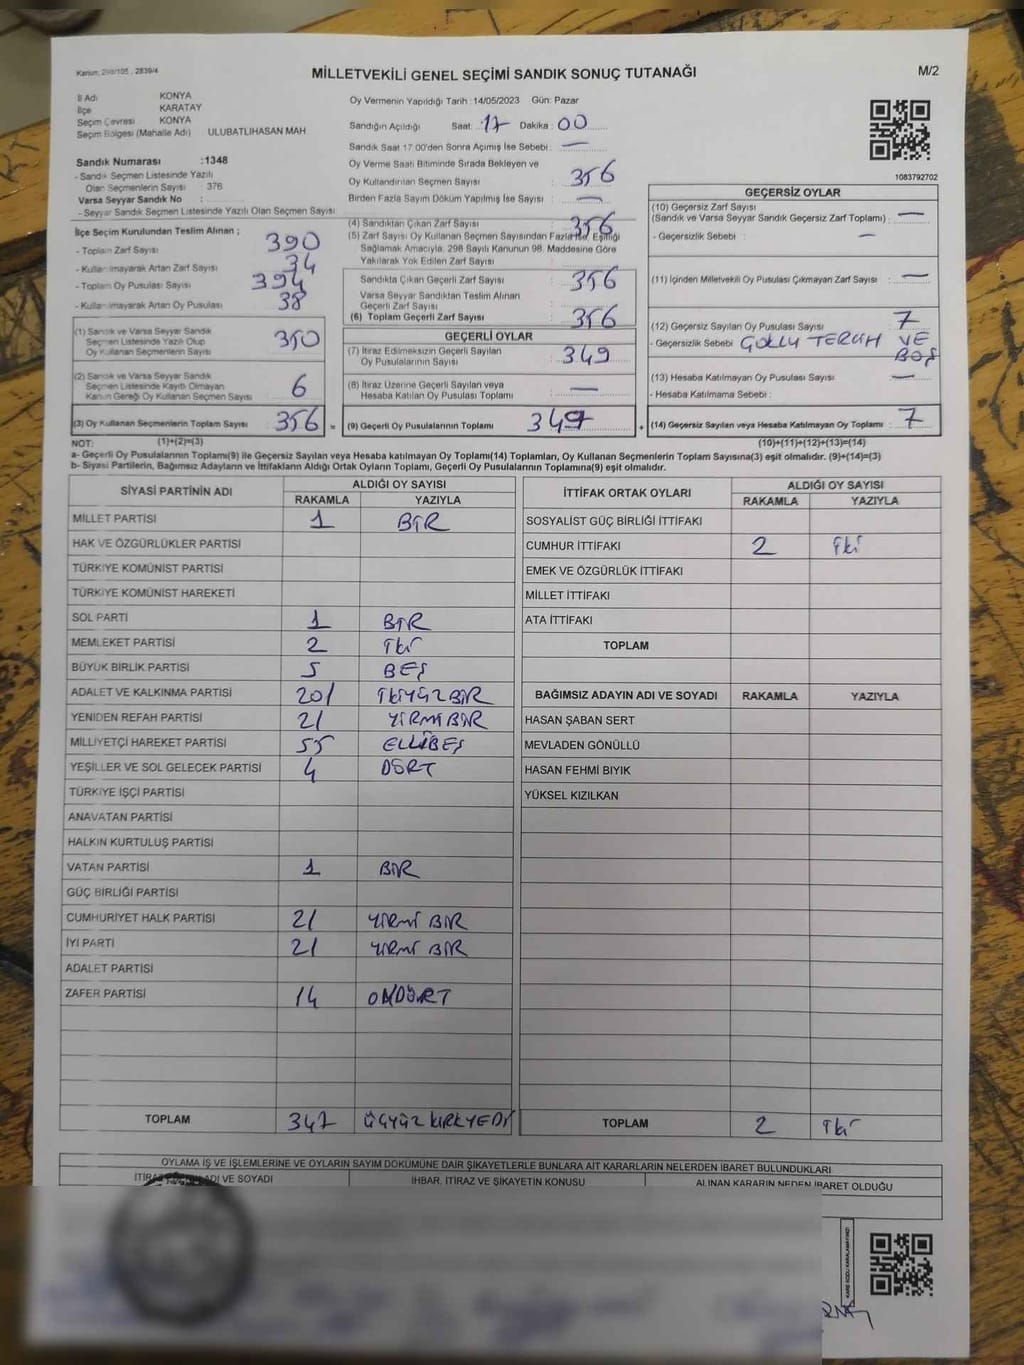 Kanun; 298/105 , 2839/4
MİLLETVEKİLİ GENEL SEÇİMİ SANDIK SONUÇ TUTANAĞI
M/2
İl Adı KONYA
İlçe KARATAY
Seçim Çevresi KONYA
Seçim Bölgesi (Mahalle Adı) ULUBATLIHASAN MAH
Sandık Numarası :1348
- Sandık Seçmen Listesinde Yazılı
Olan Seçmenlerin Sayısı : 376
Varsa Seyyar Sandık No :
- Seyyar Sandık Seçmen Listesinde Yazılı Olan Seçmen Sayısı
Oy Vermenin Yapıldığı Tarih :14/05/2023 Gün: Pazar
Sandığın Açıldığı Saat: 17 Dakika : 00
Sandık Saat 17.00'den Sonra Açımış İse Sebebi : —
Oy Verme Saati Bitiminde Sırada Bekleyen ve
Oy Kullandırılan Seçmen Sayısı : 356
Birden Fazla Sayım Döküm Yapılmış İse Sayısı : —
1083792702
İlçe Seçim Kurulundan Teslim Alınan ;
- Toplam Zarf Sayısı : 390
- Kullanılmayarak Artan Zarf Sayısı : 34
- Toplam Oy Pusulası Sayısı : 394
- Kullanılmayarak Artan Oy Pusulası : 38
(1) Sandık ve Varsa Seyyar Sandık
Seçmen Listesinde Yazılı Olup
Oy Kullanan Seçmenlerin Sayısı : 350
(2) Sandık ve Varsa Seyyar Sandık
Seçmen Listesinde Kayıtlı Olmayan
Kanun Gereği Oy Kullanan Seçmen Sayısı : 6
(3) Oy Kullanan Seçmenlerin Toplam Sayısı : 356 =
(4) Sandıktan Çıkan Zarf Sayısı : 356
(5) Zarf Sayısı Oy Kullanan Seçmen Sayısından Fazla İse, Eşitliği
Sağlamak Amacıyla, 298 Sayılı Kanunun 98. Maddesine Göre
Yakılarak Yok Edilen Zarf Sayısı :
Sandıkta Çıkan Geçerli Zarf Sayısı : 356
Varsa Seyyar Sandıktan Teslim Alınan
Geçerli Zarf Sayısı :
(6) Toplam Geçerli Zarf Sayısı : 356
GEÇERLİ OYLAR
(7) İtiraz Edilmeksizin Geçerli Sayılan
Oy Pusulalarının Sayısı : 349
(8) İtiraz Üzerine Geçerli Sayılan veya
Hesaba Katılan Oy Pusulası Toplamı : —
(9) Geçerli Oy Pusulalarının Toplamı : 349 +
GEÇERSİZ OYLAR
(10) Geçersiz Zarf Sayısı
(Sandık ve Varsa Seyyar Sandık Geçersiz Zarf Toplamı) : —
- Geçersizlik Sebebi : —
(11) İçinden Milletvekili Oy Pusulası Çıkmayan Zarf Sayısı : —
(12) Geçersiz Sayılan Oy Pusulası Sayısı : 7
- Geçersizlik Sebebi : ÇOKLU TERCİH VE
BOŞ
(13) Hesaba Katılmayan Oy Pusulası Sayısı : —
- Hesaba Katılmama Sebebi :
(14) Geçersiz Sayılan veya Hesaba Katılmayan Oy Toplamı : 7
NOT: (1)+(2)=(3) (10)+(11)+(12)+(13)=(14)
a- Geçerli Oy Pusulalarının Toplamı(9) ile Geçersiz Sayılan veya Hesaba Katılmayan Oy Toplamı(14) Toplamları, Oy Kullanan Seçmenlerin Toplam Sayısına(3) eşit olmalıdır. (9)+(14)=(3)
b- Siyasi Partilerin, Bağımsız Adayların ve İttifakların Aldığı Ortak Oyların Toplamı, Geçerli Oy Pusulalarının Toplamına(9) eşit olmalıdır.
SİYASİ PARTİNİN ADI ALDIĞI OY SAYISI
RAKAMLA YAZIYLA
MİLLET PARTİSİ 1 BİR
HAK VE ÖZGÜRLÜKLER PARTİSİ
TÜRKİYE KOMÜNİST PARTİSİ
TÜRKİYE KOMÜNİST HAREKETİ
SOL PARTİ 1 BİR
MEMLEKET PARTİSİ 2 İKİ
BÜYÜK BİRLİK PARTİSİ 5 BEŞ
ADALET VE KALKINMA PARTİSİ 201 İKİYÜZBİR
YENİDEN REFAH PARTİSİ 21 YİRMİBİR
MİLLİYETÇİ HAREKET PARTİSİ 55 ELLİBEŞ
YEŞİLLER VE SOL GELECEK PARTİSİ 4 DÖRT
TÜRKİYE İŞÇİ PARTİSİ
ANAVATAN PARTİSİ
HALKIN KURTULUŞ PARTİSİ
VATAN PARTİSİ 1 BİR
GÜÇ BİRLİĞİ PARTİSİ
CUMHURİYET HALK PARTİSİ 21 YİRMİ BİR
İYİ PARTİ 21 YİRMİ BİR
ADALET PARTİSİ
ZAFER PARTİSİ 14 ONDÖRT
TOPLAM 347 ÜÇYÜZ KIRKYEDİ
İTTİFAK ORTAK OYLARI ALDIĞI OY SAYISI
RAKAMLA YAZIYLA
SOSYALİST GÜÇ BİRLİĞİ İTTİFAKI
CUMHUR İTTİFAKI 2 İki
EMEK VE ÖZGÜRLÜK İTTİFAKI
MİLLET İTTİFAKI
ATA İTTİFAKI
TOPLAM
BAĞIMSIZ ADAYIN ADI VE SOYADI RAKAMLA YAZIYLA
HASAN ŞABAN SERT
MEVLADEN GÖNÜLLÜ
HASAN FEHMİ BIYIK
YÜKSEL KIZILKAN
TOPLAM 2 İki
OYLAMA İŞ VE İŞLEMLERİNE VE OYLARIN SAYIM DÖKÜMÜNE DAİR ŞİKAYETLERLE BUNLARA AİT KARARLARIN NELERDEN İBARET BULUNDUKLARI
ADI VE SOYADI İHBAR, İTİRAZ VE ŞİKAYETİN KONUSU ALINAN KARARIN NEDEN İBARET OLDUĞU